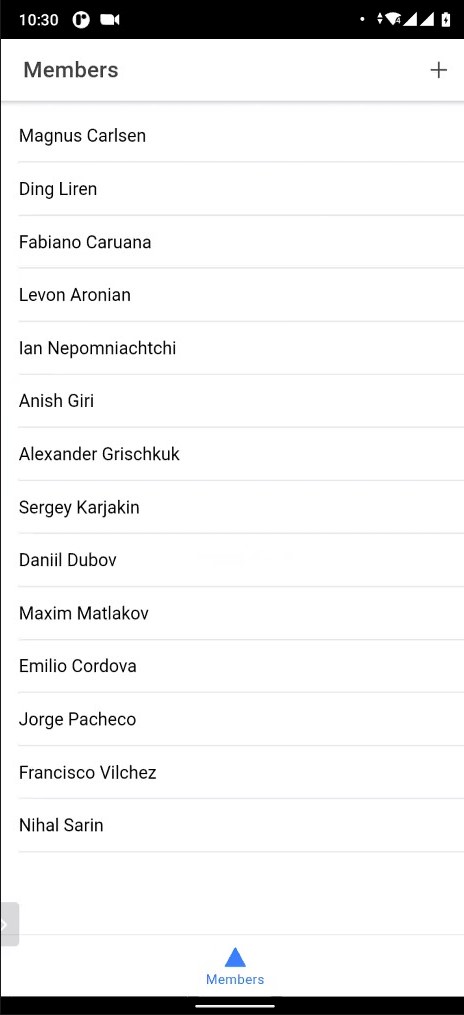 10:30
Members
Magnus Carlsen
Ding Liren
Fabiano Caruana
Levon Aronian
Ian Nepomniachtchi
Anish Giri
Alexander Grischkuk
Sergey Karjakin
Daniil Dubov
Maxim Matlakov
Emilio Cordova
Jorge Pacheco
Francisco Vilchez
Nihal Sarin
Members